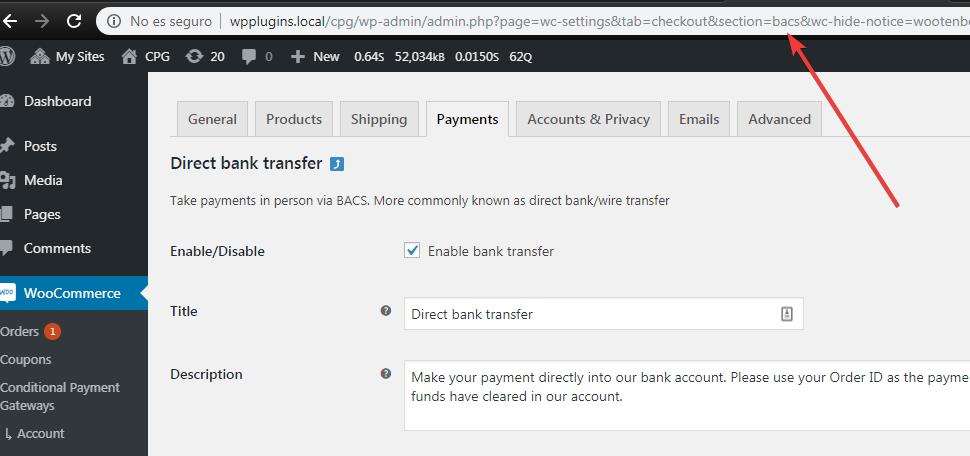 No es seguro | wpplugins.local/cpg/wp-admin/admin.php?page=wc-settings&tab=checkout&section=bacs&wc-hide-notice=wootenb
My Sites CPG 20 0 New 0.64S 52,034KB 0.0150S 62Q
Dashboard
Posts
Media
Pages
Comments
WooCommerce
Orders 1
Coupons
Conditional Payment
Gateways
Account
General Products Shipping Payments Accounts & Privacy Emails Advanced
Direct bank transfer
Take payments in person via BACS. More commonly known as direct bank/wire transfer
Enable/Disable Enable bank transfer
Title Direct bank transfer
Description Make your payment directly into our bank account. Please use your Order ID as the payme
funds have cleared in our account.